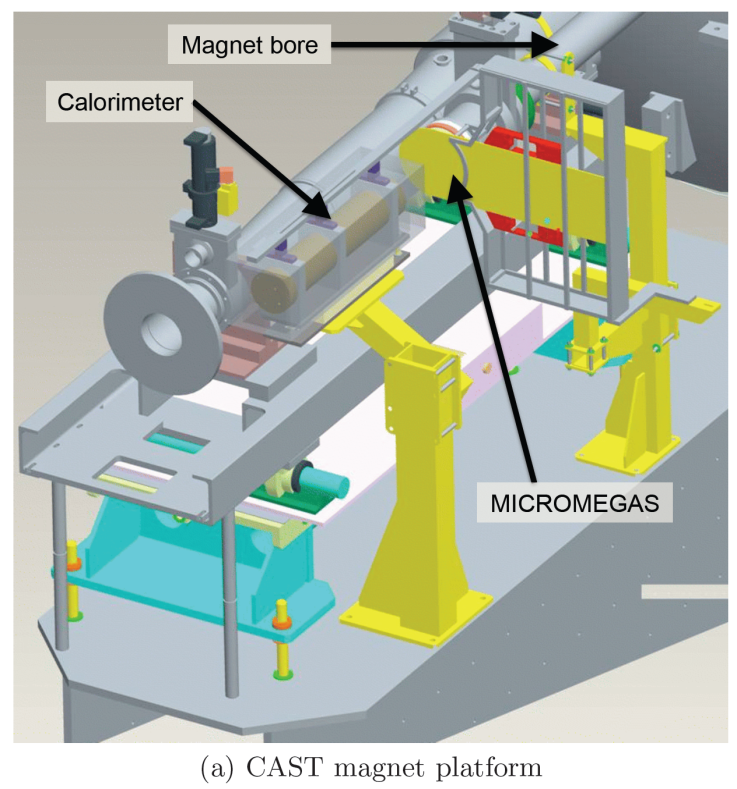 Magnet bore
Calorimeter
MICROMEGAS
(a) CAST magnet platform